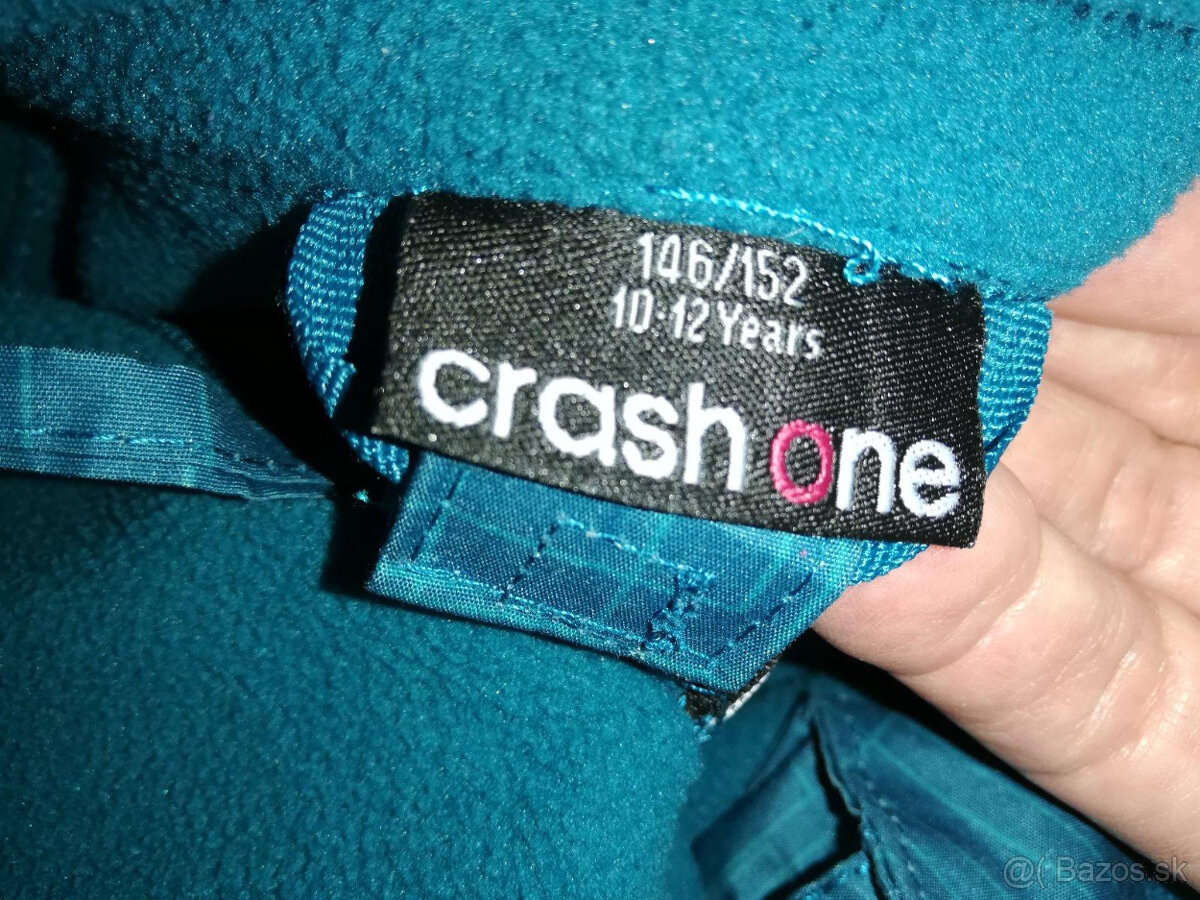 146/152
10-12 Years
crash one
@( Bazos.sk